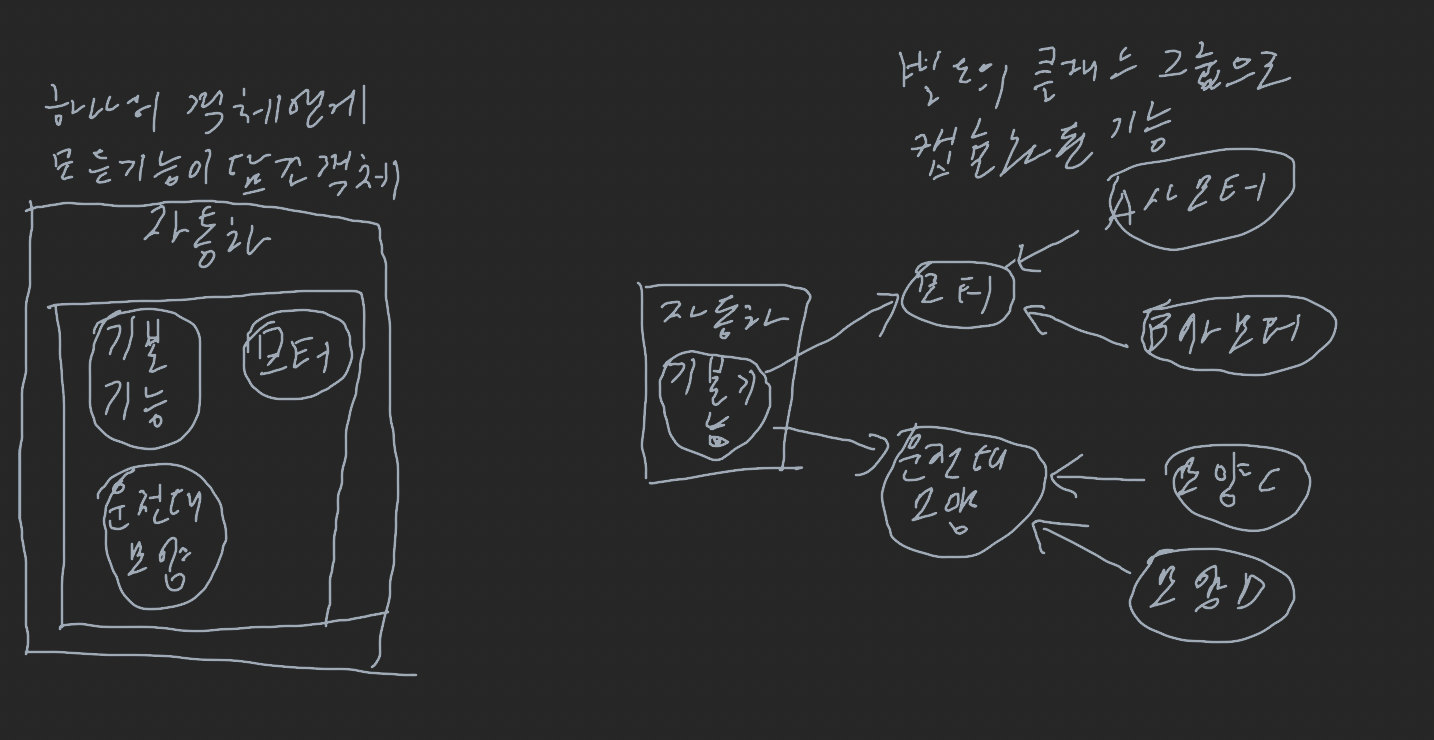 하나의 객체안에
모든기능이 담긴 객체
자동차
기본
기능
모터
운전대
모양
별도의 클래스 그룹으로
캡슐화된 기능
자동차
기본기
능
모터
A사모터
B사모터
운전대
모양
모양C
모양D